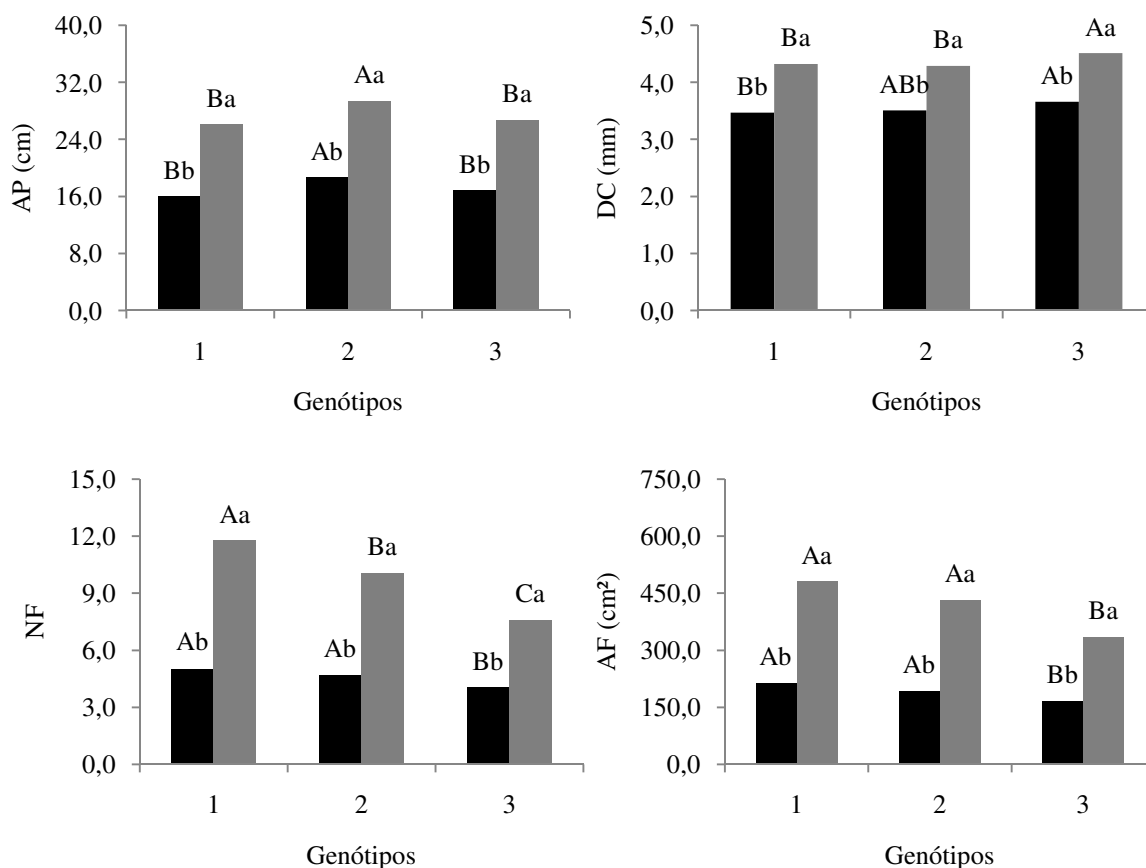 40,0
32,0
24,0
16,0
8,0
0,0
AP (cm)
Bb Ba Ab Aa Bb Ba
1 2 3
Genótipos
5,0
4,0
3,0
2,0
1,0
0,0
DC (mm)
Bb Ba ABb Ba Ab Aa
1 2 3
Genótipos
15,0
12,0
9,0
6,0
3,0
0,0
NF
Ab Aa Ab Ba Bb Ca
1 2 3
Genótipos
750,0
600,0
450,0
300,0
150,0
0,0
AF (cm²)
Ab Aa Ab Aa Bb Ba
1 2 3
Genótipos